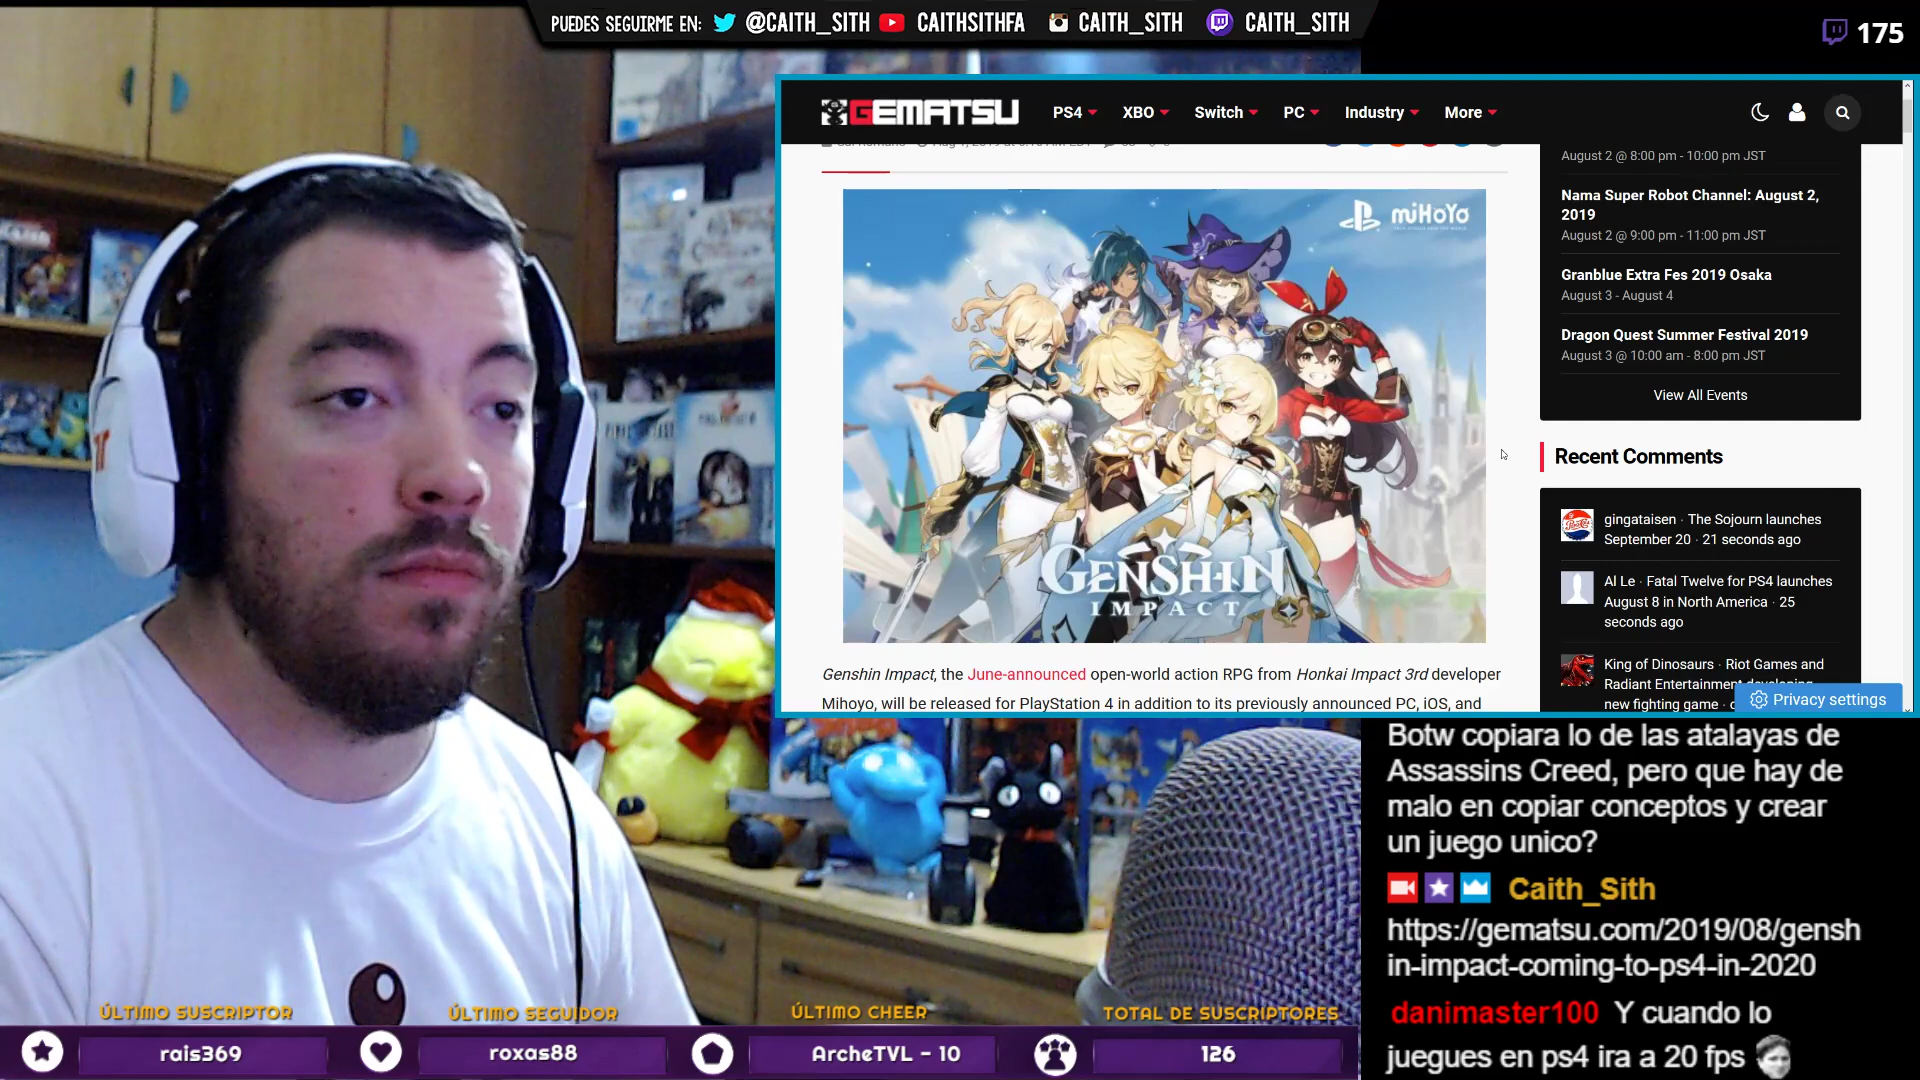 PUEDES SEGUIRME EN: @CAITH_SITH CAITHSITHFA CAITH_SITH CAITH_SITH
175
GEMATSU PS4 XBO Switch PC Industry More
August 2 @ 8:00 pm - 10:00 pm JST
Nama Super Robot Channel: August 2,
2019
August 2 @ 9:00 pm - 11:00 pm JST
Granblue Extra Fes 2019 Osaka
August 3 - August 4
Dragon Quest Summer Festival 2019
August 3 @ 10:00 am - 8:00 pm JST
View All Events
miHoYo
GENSHIN
IMPACT
Genshin Impact, the June-announced open-world action RPG from Honkai Impact 3rd developer
Mihoyo, will be released for PlayStation 4 in addition to its previously announced PC, iOS, and
Recent Comments
gingataisen · The Sojourn launches
September 20 · 21 seconds ago
Al Le · Fatal Twelve for PS4 launches
August 8 in North America · 25
seconds ago
King of Dinosaurs · Riot Games and
Radiant Entertainment developing
new fighting game ·
Privacy settings
Botw copiara lo de las atalayas de
Assassins Creed, pero que hay de
malo en copiar conceptos y crear
un juego unico?
Caith_Sith
https://gematsu.com/2019/08/gensh
in-impact-coming-to-ps4-in-2020
danimaster100 Y cuando lo
juegues en ps4 ira a 20 fps
ÚLTIMO SUSCRIPTOR
rais369
ÚLTIMO SEGUIDOR
roxas88
ÚLTIMO CHEER
ArcheTVL - 10
TOTAL DE SUSCRIPTORES
126